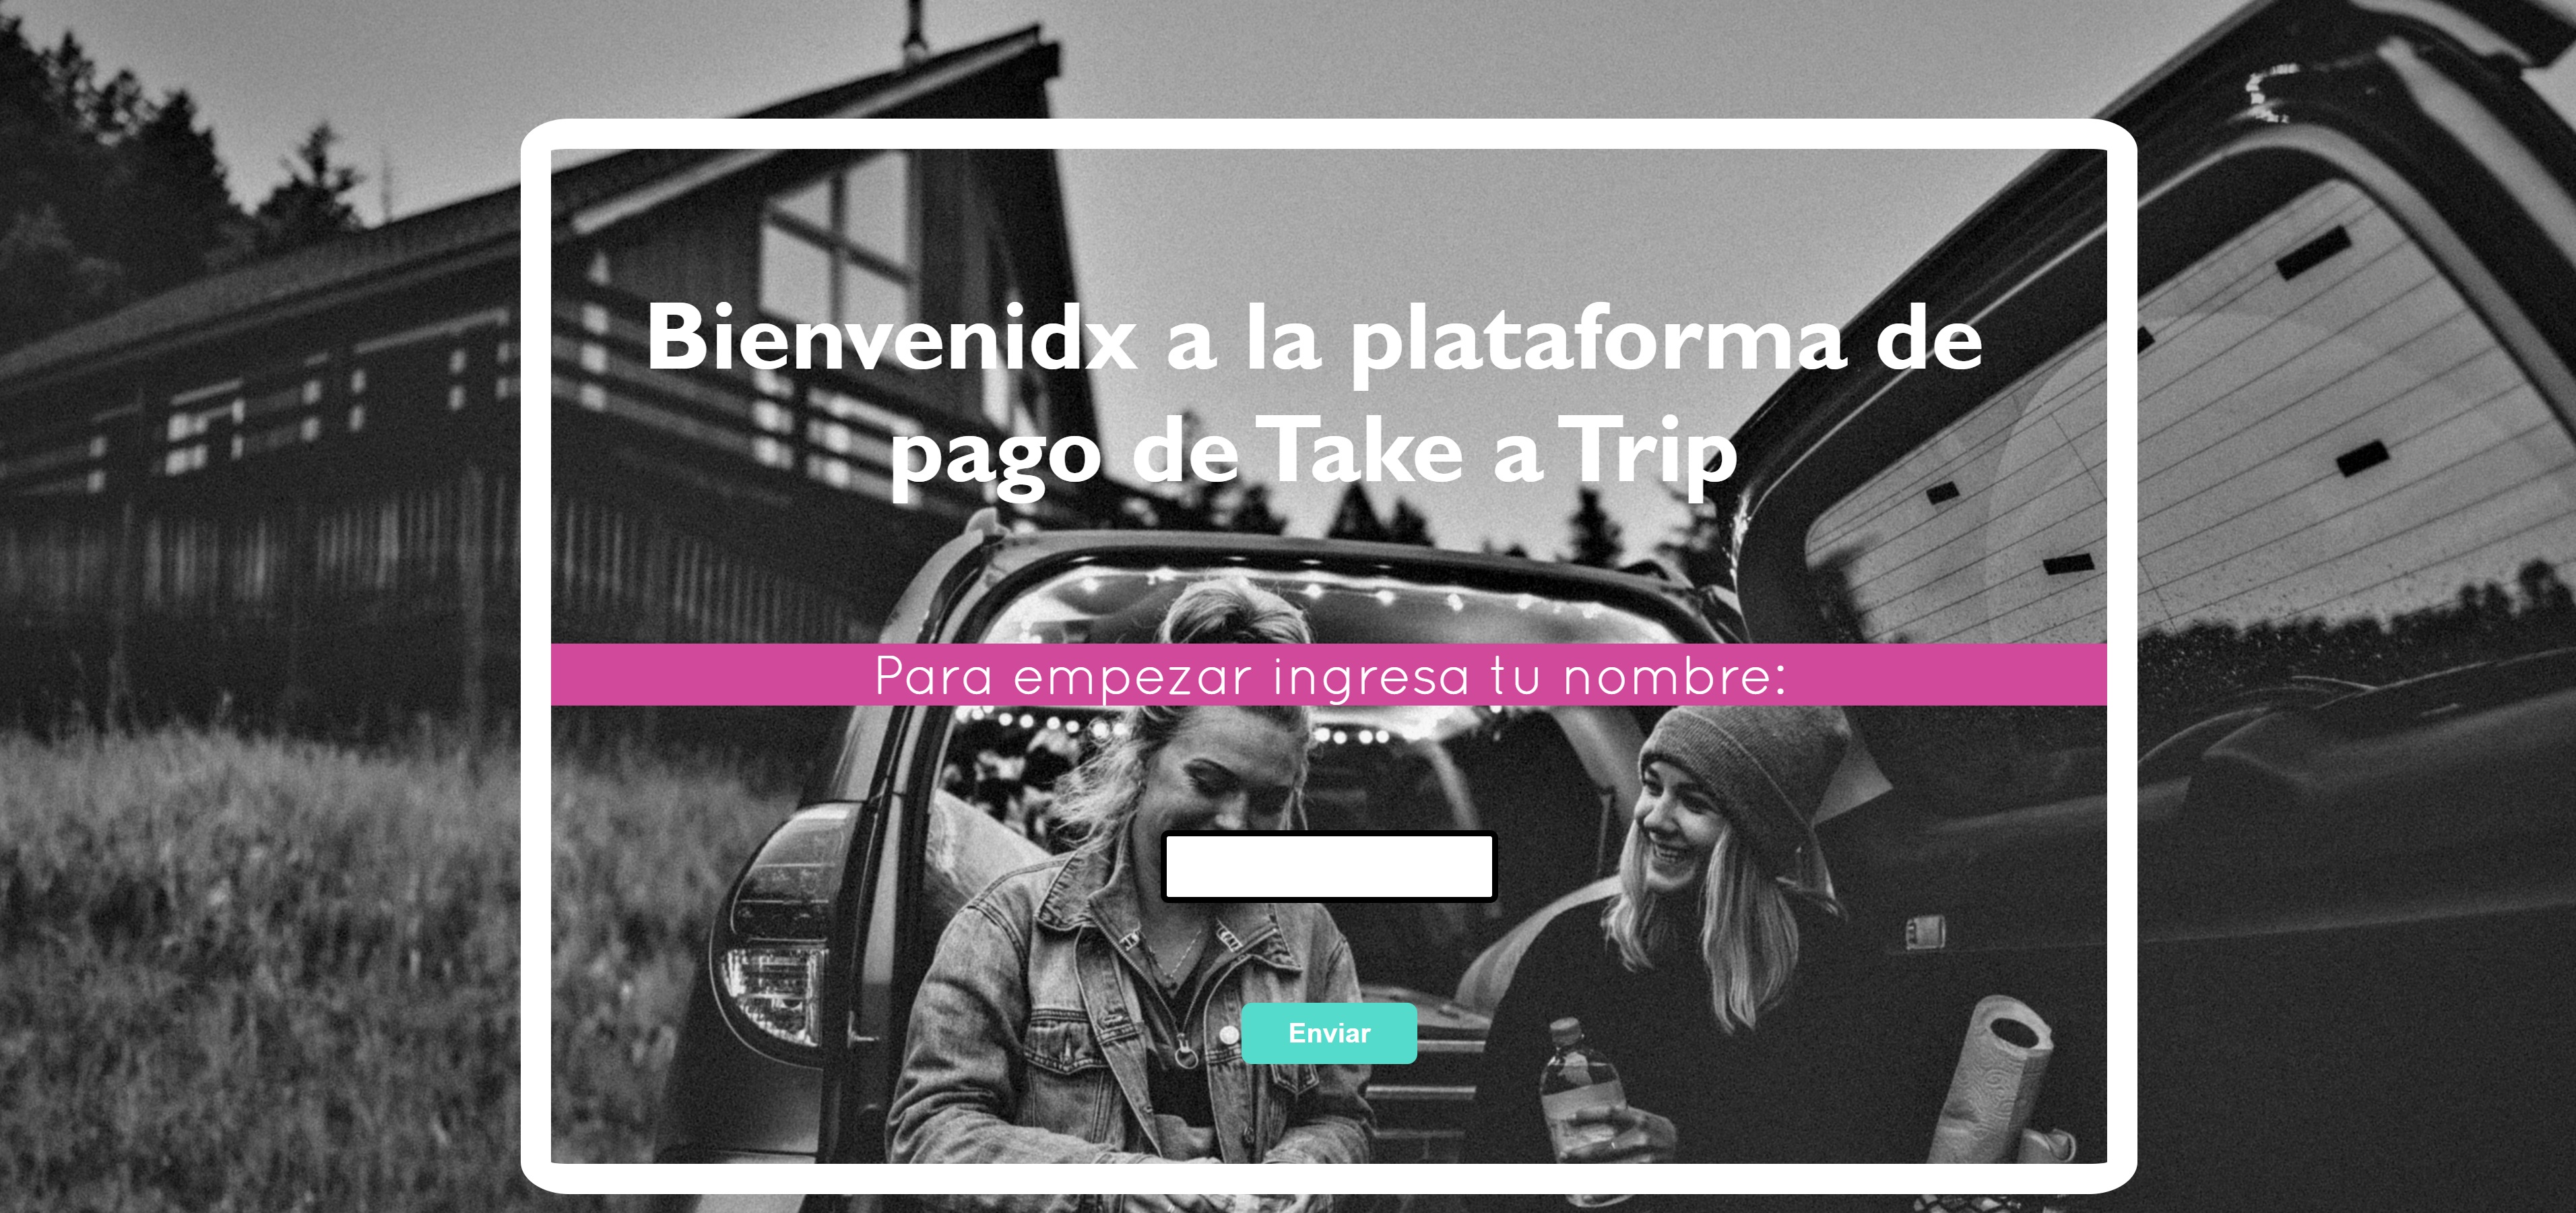 Bienvenidx a la plataforma de
pago de Take a Trip
Para empezar ingresa tu nombre:
Enviar